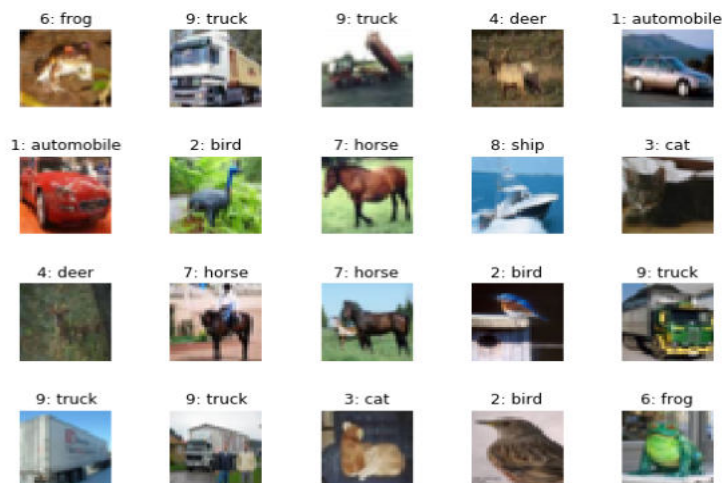 6: frog 9: truck 9: truck 4: deer 1: automobile
1: automobile 2: bird 7: horse 8: ship 3: cat
4: deer 7: horse 7: horse 2: bird 9: truck
9: truck 9: truck 3: cat 2: bird 6: frog